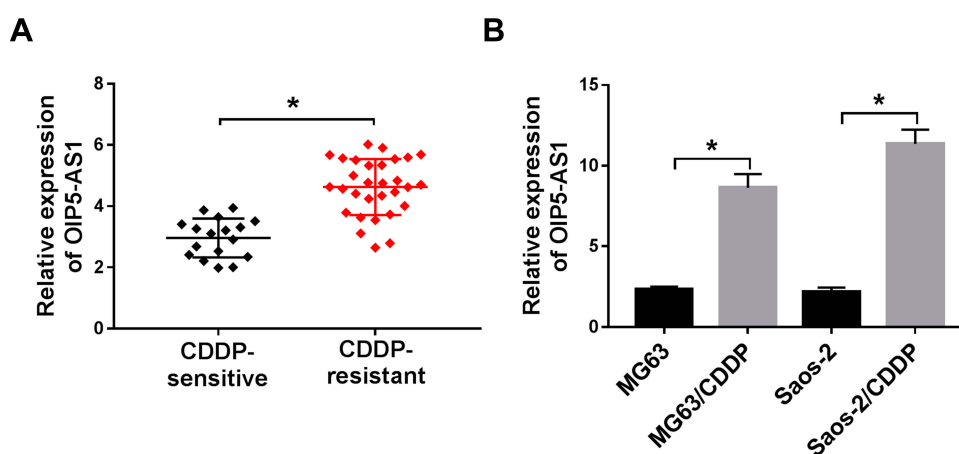 A
Relative expression
of OIP5-AS1
8
6
4
2
0
*
CDDP-
sensitive
CDDP-
resistant
B
Relative expression
of OIP5-AS1
15
10
5
0
*
*
MG63
MG63/CDDP
Saos-2
Saos-2/CDDP